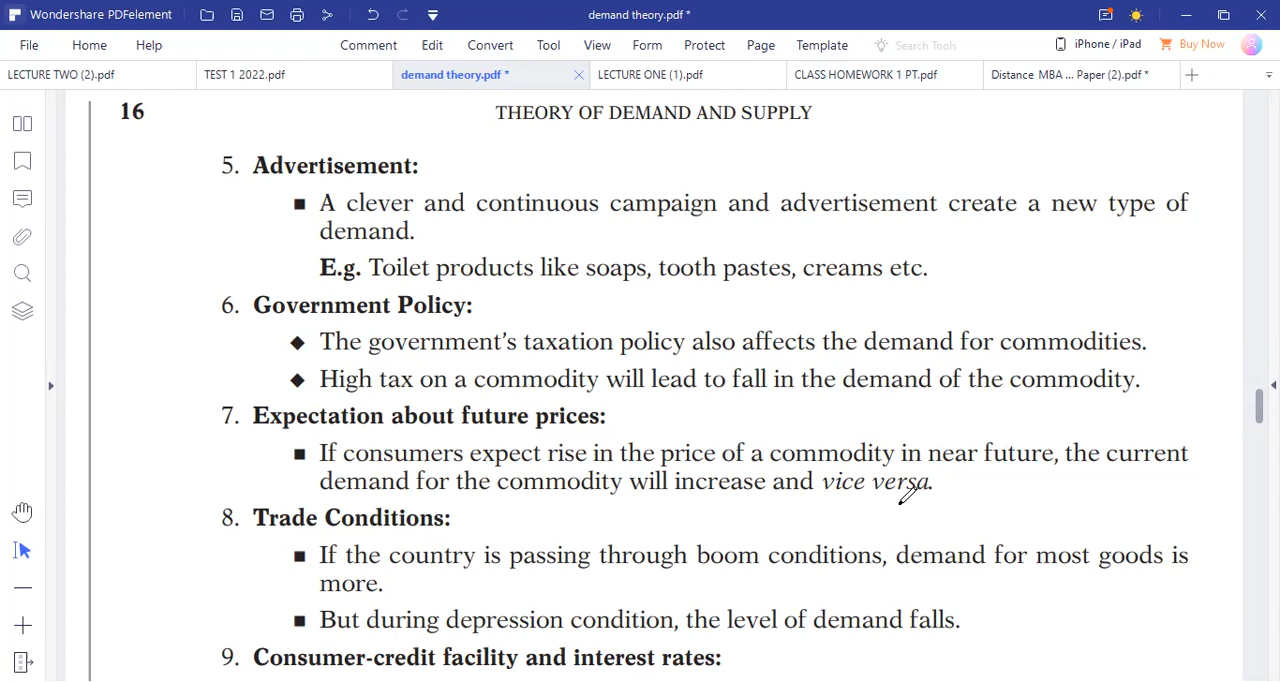 Wondershare PDFelement
demand theory.pdf *
File Home Help Comment Edit Convert Tool View Form Protect Page Template Search Tools iPhone / iPad Buy Now
LECTURE TWO (2).pdf TEST 1 2022.pdf demand theory.pdf * LECTURE ONE (1).pdf CLASS HOMEWORK 1 PT.pdf Distance MBA ... Paper (2).pdf *
16 THEORY OF DEMAND AND SUPPLY
5. Advertisement:
■ A clever and continuous campaign and advertisement create a new type of
demand.
E.g. Toilet products like soaps, tooth pastes, creams etc.
6. Government Policy:
◆ The government's taxation policy also affects the demand for commodities.
◆ High tax on a commodity will lead to fall in the demand of the commodity.
7. Expectation about future prices:
■ If consumers expect rise in the price of a commodity in near future, the current
demand for the commodity will increase and vice versa.
8. Trade Conditions:
■ If the country is passing through boom conditions, demand for most goods is
more.
■ But during depression condition, the level of demand falls.
9. Consumer-credit facility and interest rates: